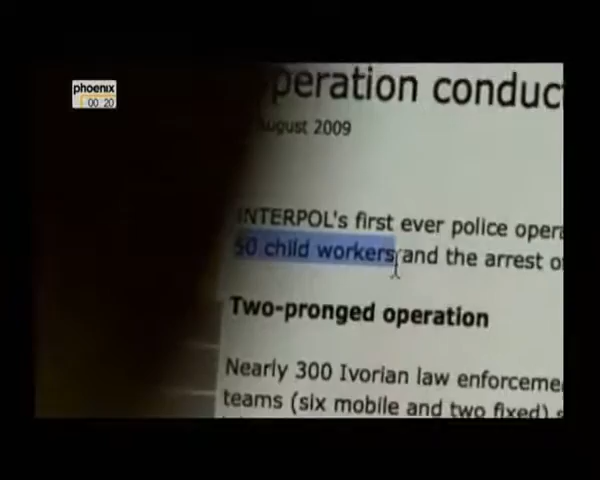 phoenix
00 20
peration conduc
ugust 2009
INTERPOL's first ever police oper
50 child workers and the arrest o
Two-pronged operation
Nearly 300 Ivorian law enforceme
teams (six mobile and two fixed) s